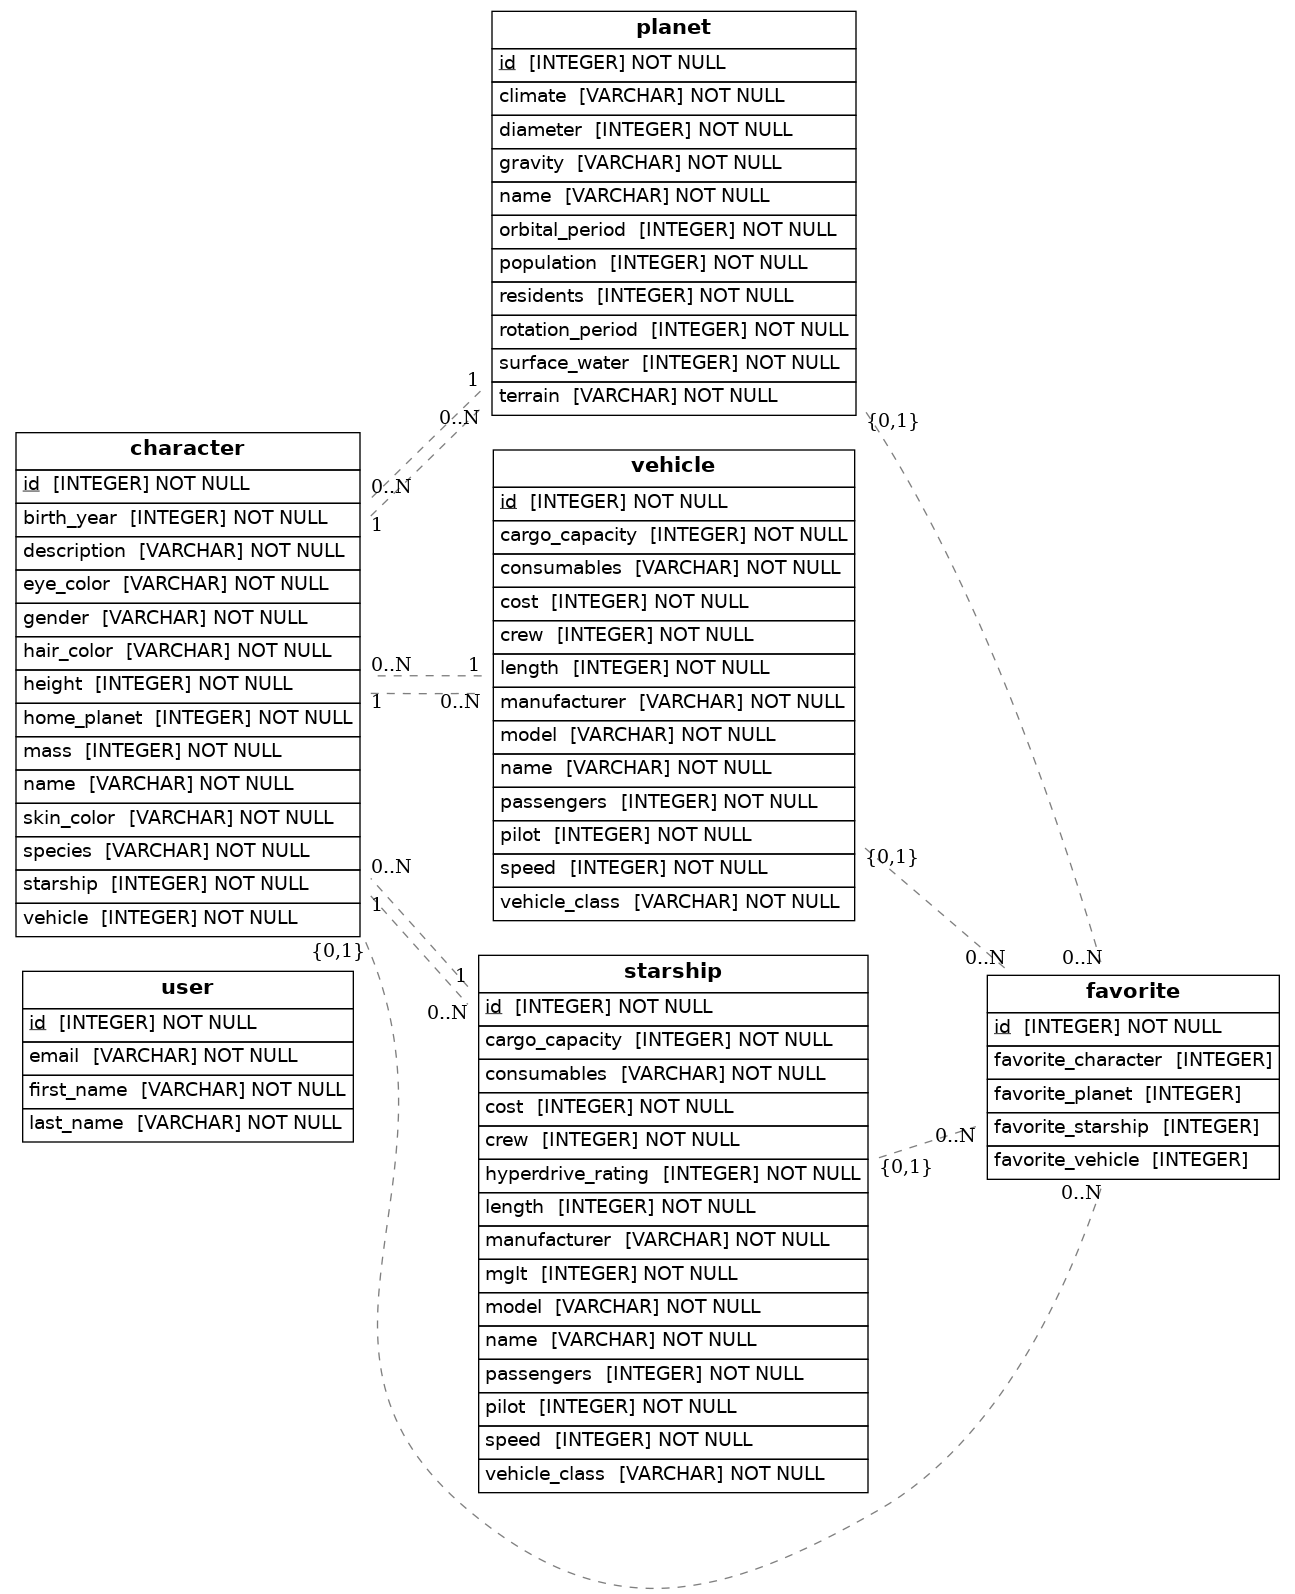 planet
id [INTEGER] NOT NULL
climate [VARCHAR] NOT NULL
diameter [INTEGER] NOT NULL
gravity [VARCHAR] NOT NULL
name [VARCHAR] NOT NULL
orbital_period [INTEGER] NOT NULL
population [INTEGER] NOT NULL
residents [INTEGER] NOT NULL
rotation_period [INTEGER] NOT NULL
surface_water [INTEGER] NOT NULL
terrain [VARCHAR] NOT NULL
1
0..N
{0,1}
0..N
1
character
id [INTEGER] NOT NULL
birth_year [INTEGER] NOT NULL
description [VARCHAR] NOT NULL
eye_color [VARCHAR] NOT NULL
gender [VARCHAR] NOT NULL
hair_color [VARCHAR] NOT NULL
height [INTEGER] NOT NULL
home_planet [INTEGER] NOT NULL
mass [INTEGER] NOT NULL
name [VARCHAR] NOT NULL
skin_color [VARCHAR] NOT NULL
species [VARCHAR] NOT NULL
starship [INTEGER] NOT NULL
vehicle [INTEGER] NOT NULL
0..N
1
1
0..N
vehicle
id [INTEGER] NOT NULL
cargo_capacity [INTEGER] NOT NULL
consumables [VARCHAR] NOT NULL
cost [INTEGER] NOT NULL
crew [INTEGER] NOT NULL
length [INTEGER] NOT NULL
manufacturer [VARCHAR] NOT NULL
model [VARCHAR] NOT NULL
name [VARCHAR] NOT NULL
passengers [INTEGER] NOT NULL
pilot [INTEGER] NOT NULL
speed [INTEGER] NOT NULL
vehicle_class [VARCHAR] NOT NULL
{0,1}
0..N
0..N
0..N
1
{0,1}
1
0..N
user
id [INTEGER] NOT NULL
email [VARCHAR] NOT NULL
first_name [VARCHAR] NOT NULL
last_name [VARCHAR] NOT NULL
starship
id [INTEGER] NOT NULL
cargo_capacity [INTEGER] NOT NULL
consumables [VARCHAR] NOT NULL
cost [INTEGER] NOT NULL
crew [INTEGER] NOT NULL
hyperdrive_rating [INTEGER] NOT NULL
length [INTEGER] NOT NULL
manufacturer [VARCHAR] NOT NULL
mglt [INTEGER] NOT NULL
model [VARCHAR] NOT NULL
name [VARCHAR] NOT NULL
passengers [INTEGER] NOT NULL
pilot [INTEGER] NOT NULL
speed [INTEGER] NOT NULL
vehicle_class [VARCHAR] NOT NULL
0..N
{0,1}
favorite
id [INTEGER] NOT NULL
favorite_character [INTEGER]
favorite_planet [INTEGER]
favorite_starship [INTEGER]
favorite_vehicle [INTEGER]
0..N